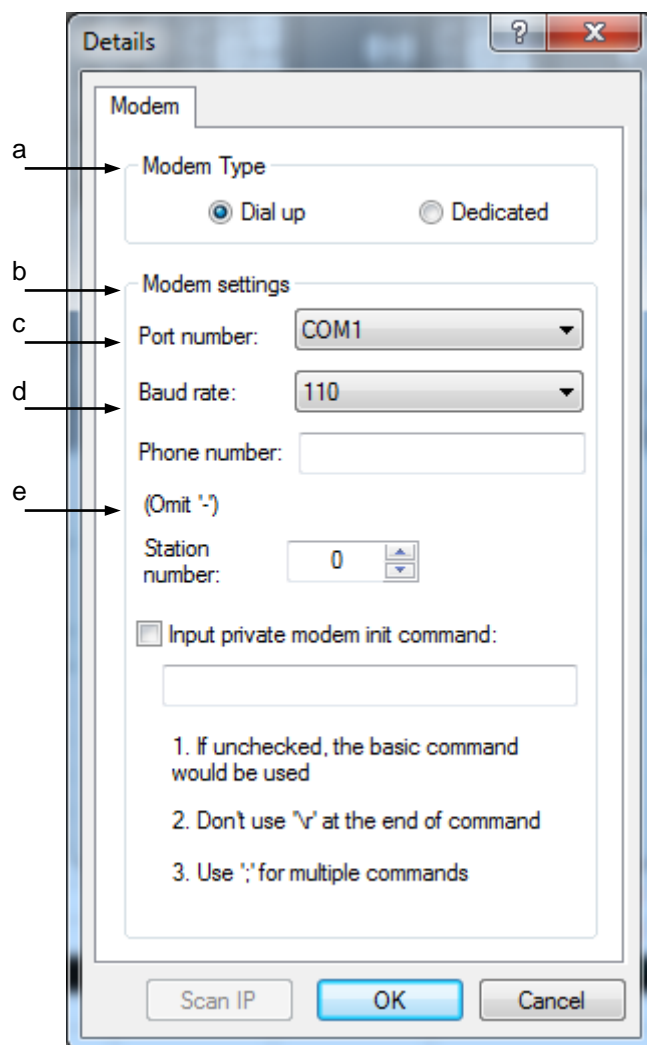 Details
?
X
Modem
a
Modem Type
Dial up
Dedicated
b
Modem settings
c
Port number:
COM1
d
Baud rate:
110
Phone number:
e
(Omit '-')
Station
number:
0
Input private modem init command:
1. If unchecked, the basic command
would be used
2. Don't use '\r' at the end of command
3. Use ';' for multiple commands
Scan IP
OK
Cancel